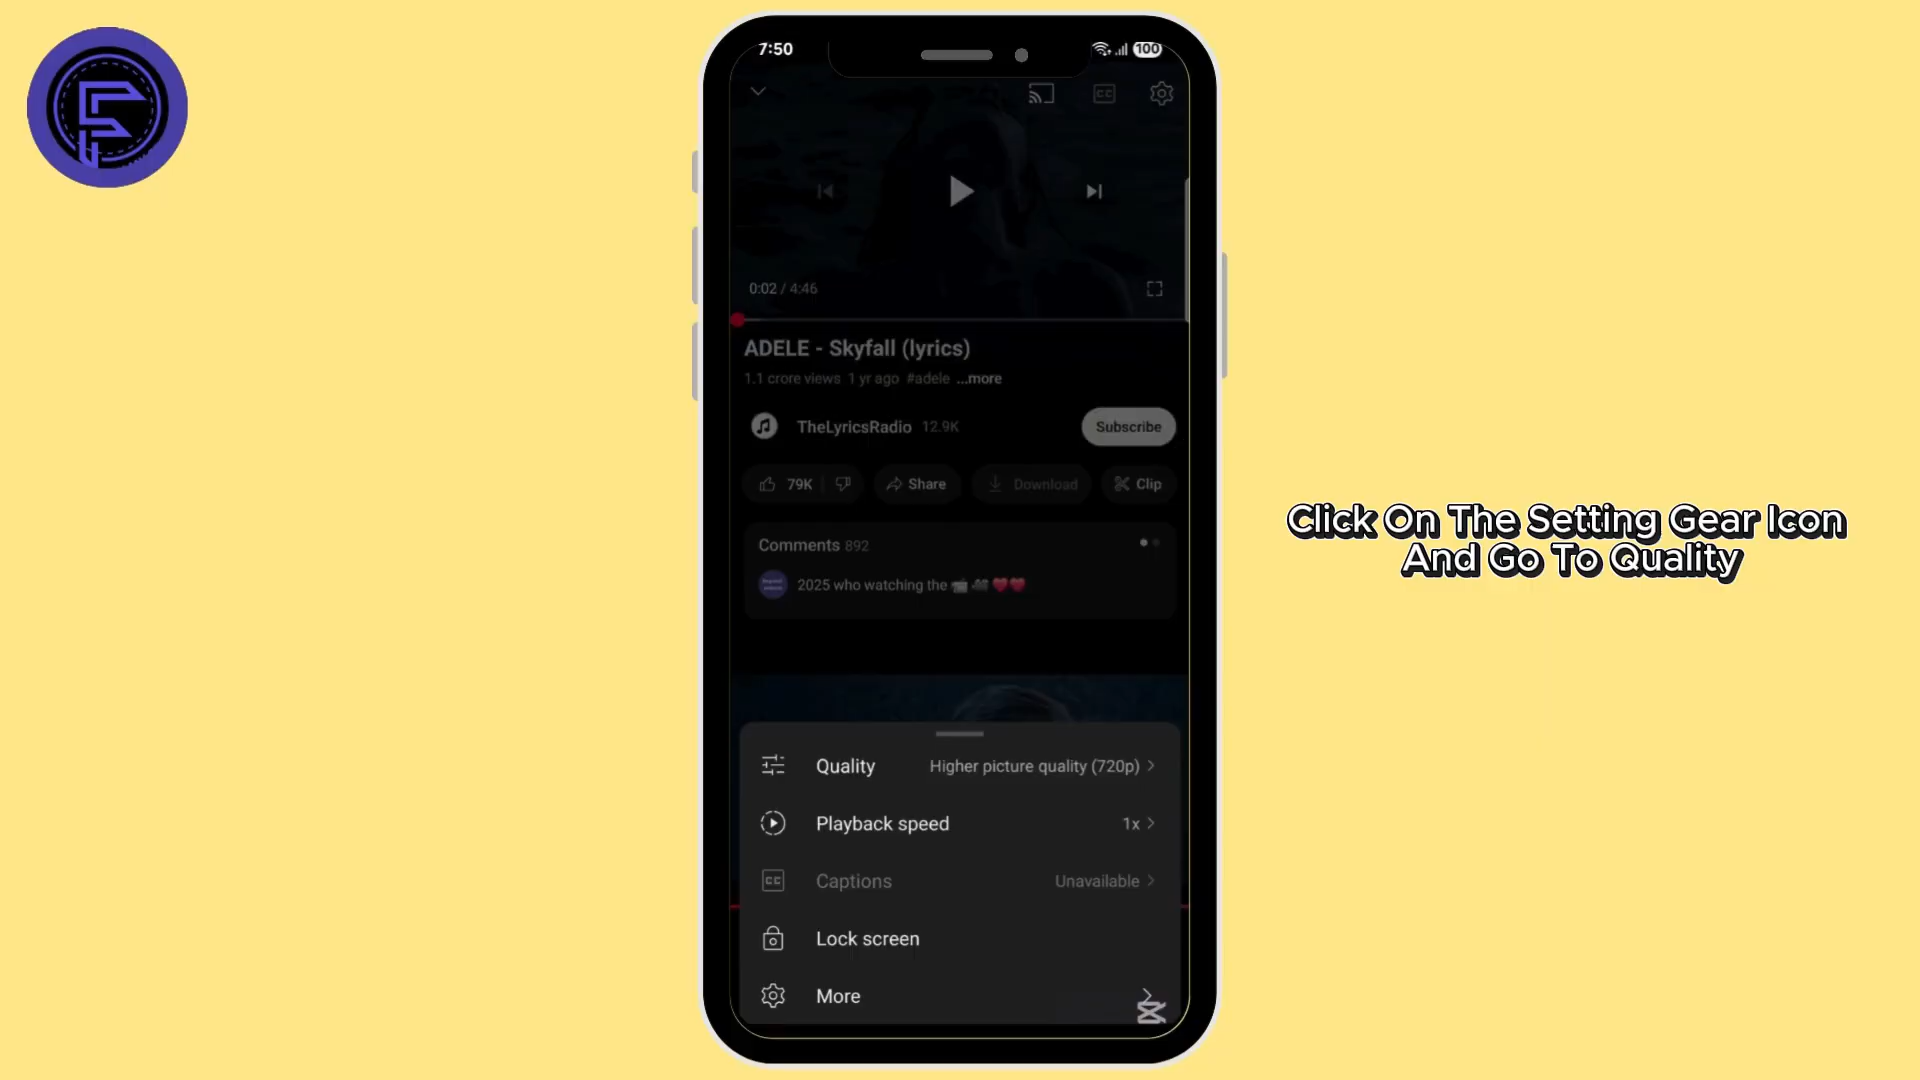 7:50
100
CC
0:02 / 4:46
ADELE - Skyfall (lyrics)
1.1 crore views 1 yr ago #adele ...more
TheLyricsRadio 12.9K
Subscribe
79K
Share
Download
Clip
Comments 892
2025 who watching the 📹 🎬 ❤️❤️
Click On The Setting Gear Icon
And Go To Quality
Quality
Higher picture quality (720p)
Playback speed
1x
CC
Captions
Unavailable
Lock screen
More